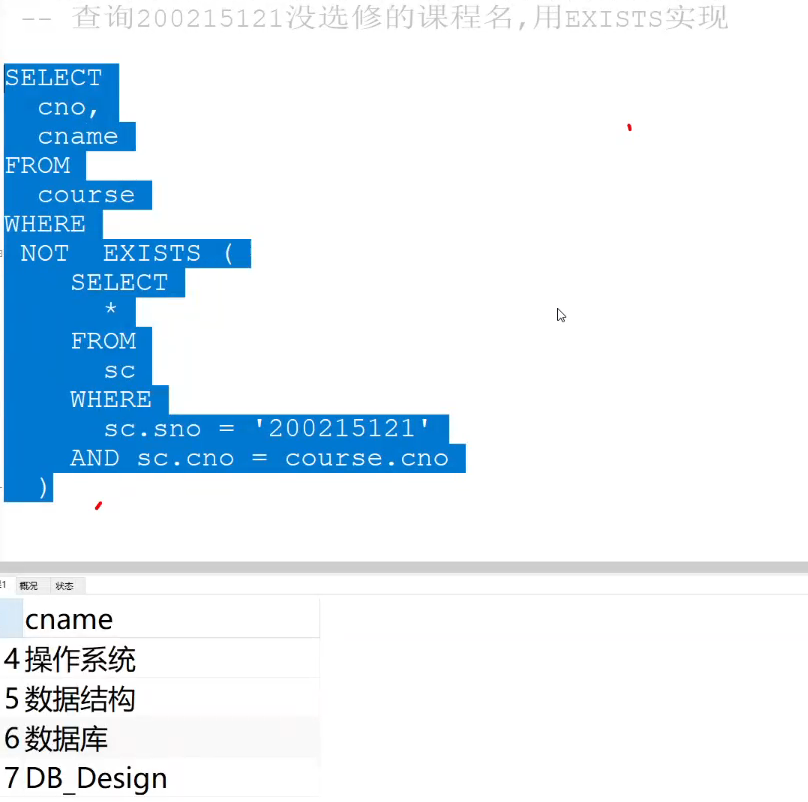 -- 查询200215121没选修的课程名,用EXISTS实现
SELECT
cno,
cname
FROM
course
WHERE
NOT EXISTS (
SELECT
*
FROM
sc
WHERE
sc.sno = '200215121'
AND sc.cno = course.cno
)
1 概况 状态
cname
4 操作系统
5 数据结构
6 数据库
7 DB_Design